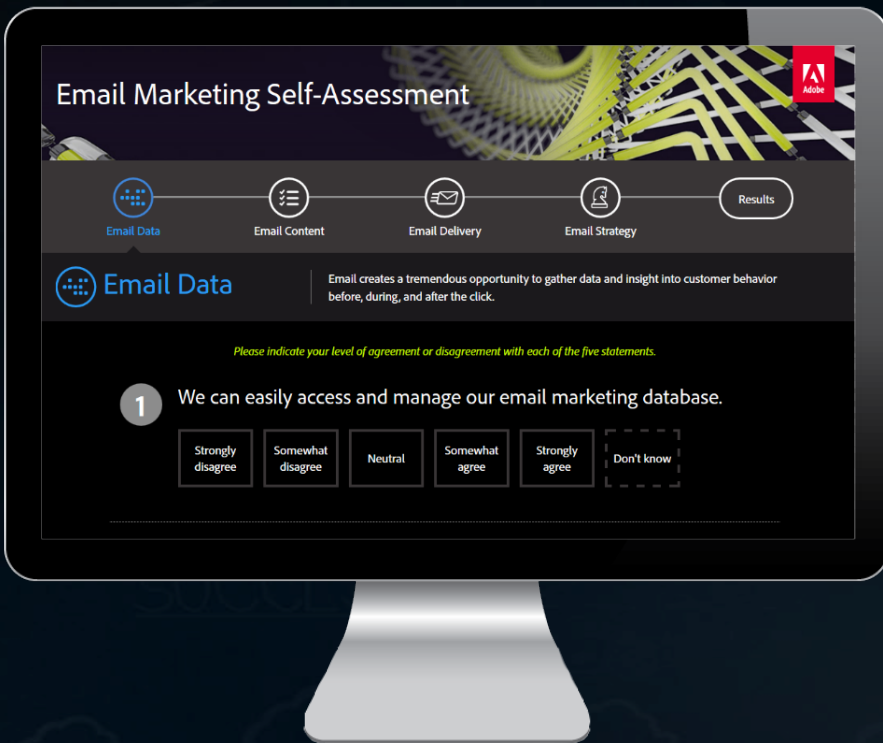 Email Marketing Self-Assessment
Adobe
Email Data
Email Content
Email Delivery
Email Strategy
Results
Email Data
Email creates a tremendous opportunity to gather data and insight into customer behavior
before, during, and after the click.
Please indicate your level of agreement or disagreement with each of the five statements.
1
We can easily access and manage our email marketing database.
Strongly
disagree
Somewhat
disagree
Neutral
Somewhat
agree
Strongly
agree
Don't know